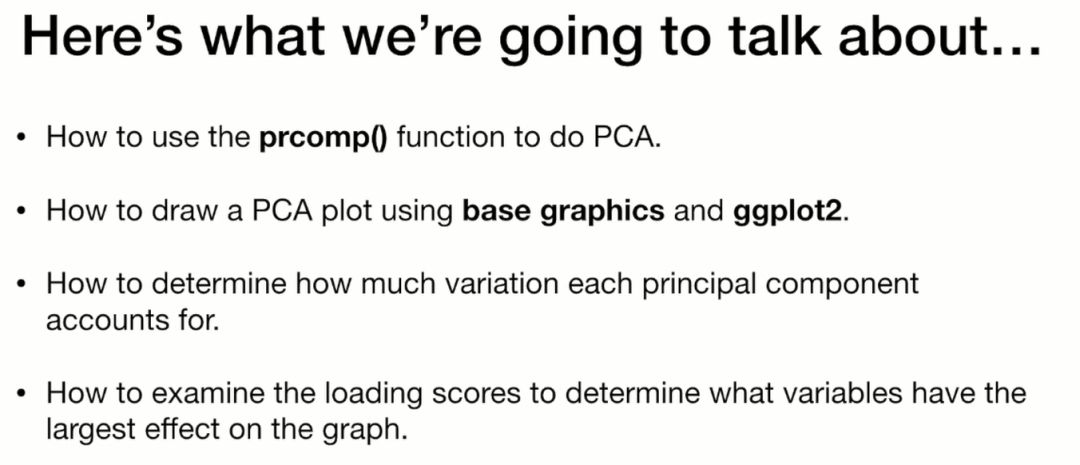 Here’s what we’re going to talk about…
• How to use the prcomp() function to do PCA.
• How to draw a PCA plot using base graphics and ggplot2.
• How to determine how much variation each principal component
accounts for.
• How to examine the loading scores to determine what variables have the
largest effect on the graph.